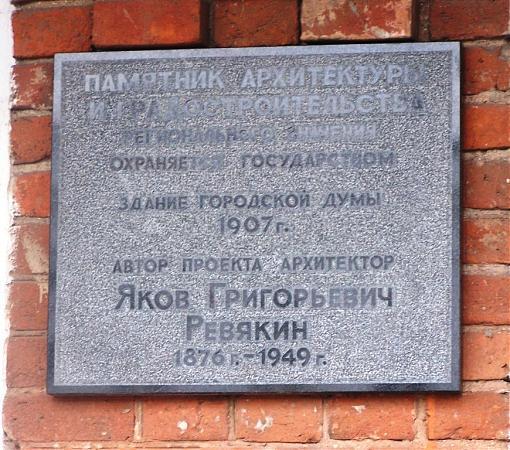 ПАМЯТНИК АРХИТЕКТУРЫ
И ГРАДОСТРОИТЕЛЬСТВА
РЕГИОНАЛЬНОГО ЗНАЧЕНИЯ
ОХРАНЯЕТСЯ ГОСУДАРСТВОМ
ЗДАНИЕ ГОРОДСКОЙ ДУМЫ
1907 г.
АВТОР ПРОЕКТА АРХИТЕКТОР
ЯКОВ ГРИГОРЬЕВИЧ
РЕВЯКИН
1876 г.-1949 г.